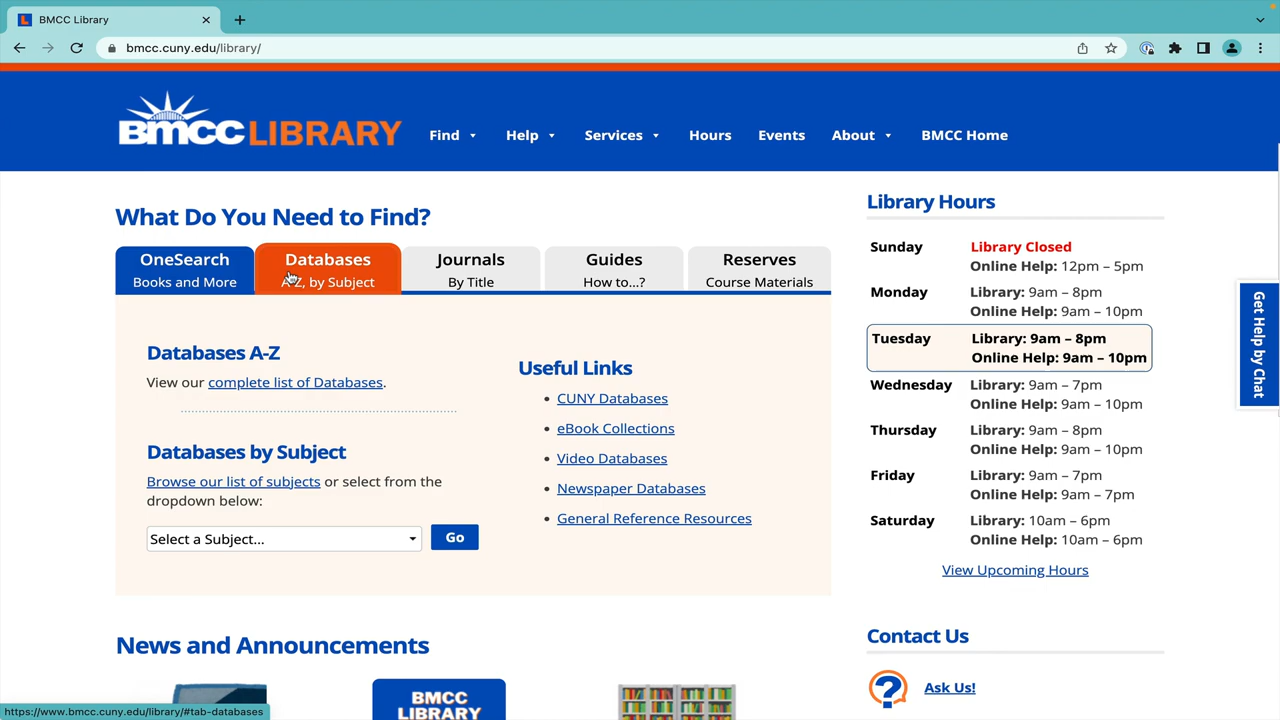 BMCC Library
bmcc.cuny.edu/library/
BMCC LIBRARY
Find
Help
Services
Hours
Events
About
BMCC Home
What Do You Need to Find?
OneSearch
Books and More
Databases
A-Z, by Subject
Journals
By Title
Guides
How to...?
Reserves
Course Materials
Databases A-Z
View our complete list of Databases.
Databases by Subject
Browse our list of subjects or select from the
dropdown below:
Select a Subject...
Go
Useful Links
• CUNY Databases
• eBook Collections
• Video Databases
• Newspaper Databases
• General Reference Resources
Library Hours
Sunday Library Closed
Online Help: 12pm – 5pm
Monday Library: 9am – 8pm
Online Help: 9am – 10pm
Tuesday Library: 9am – 8pm
Online Help: 9am – 10pm
Wednesday Library: 9am – 7pm
Online Help: 9am – 10pm
Thursday Library: 9am – 8pm
Online Help: 9am – 10pm
Friday Library: 9am – 7pm
Online Help: 9am – 7pm
Saturday Library: 10am – 6pm
Online Help: 10am – 6pm
View Upcoming Hours
Get Help by Chat
News and Announcements
BMCC
LIBRARY
Contact Us
?
Ask Us!
https://www.bmcc.cuny.edu/library/#tab-databases